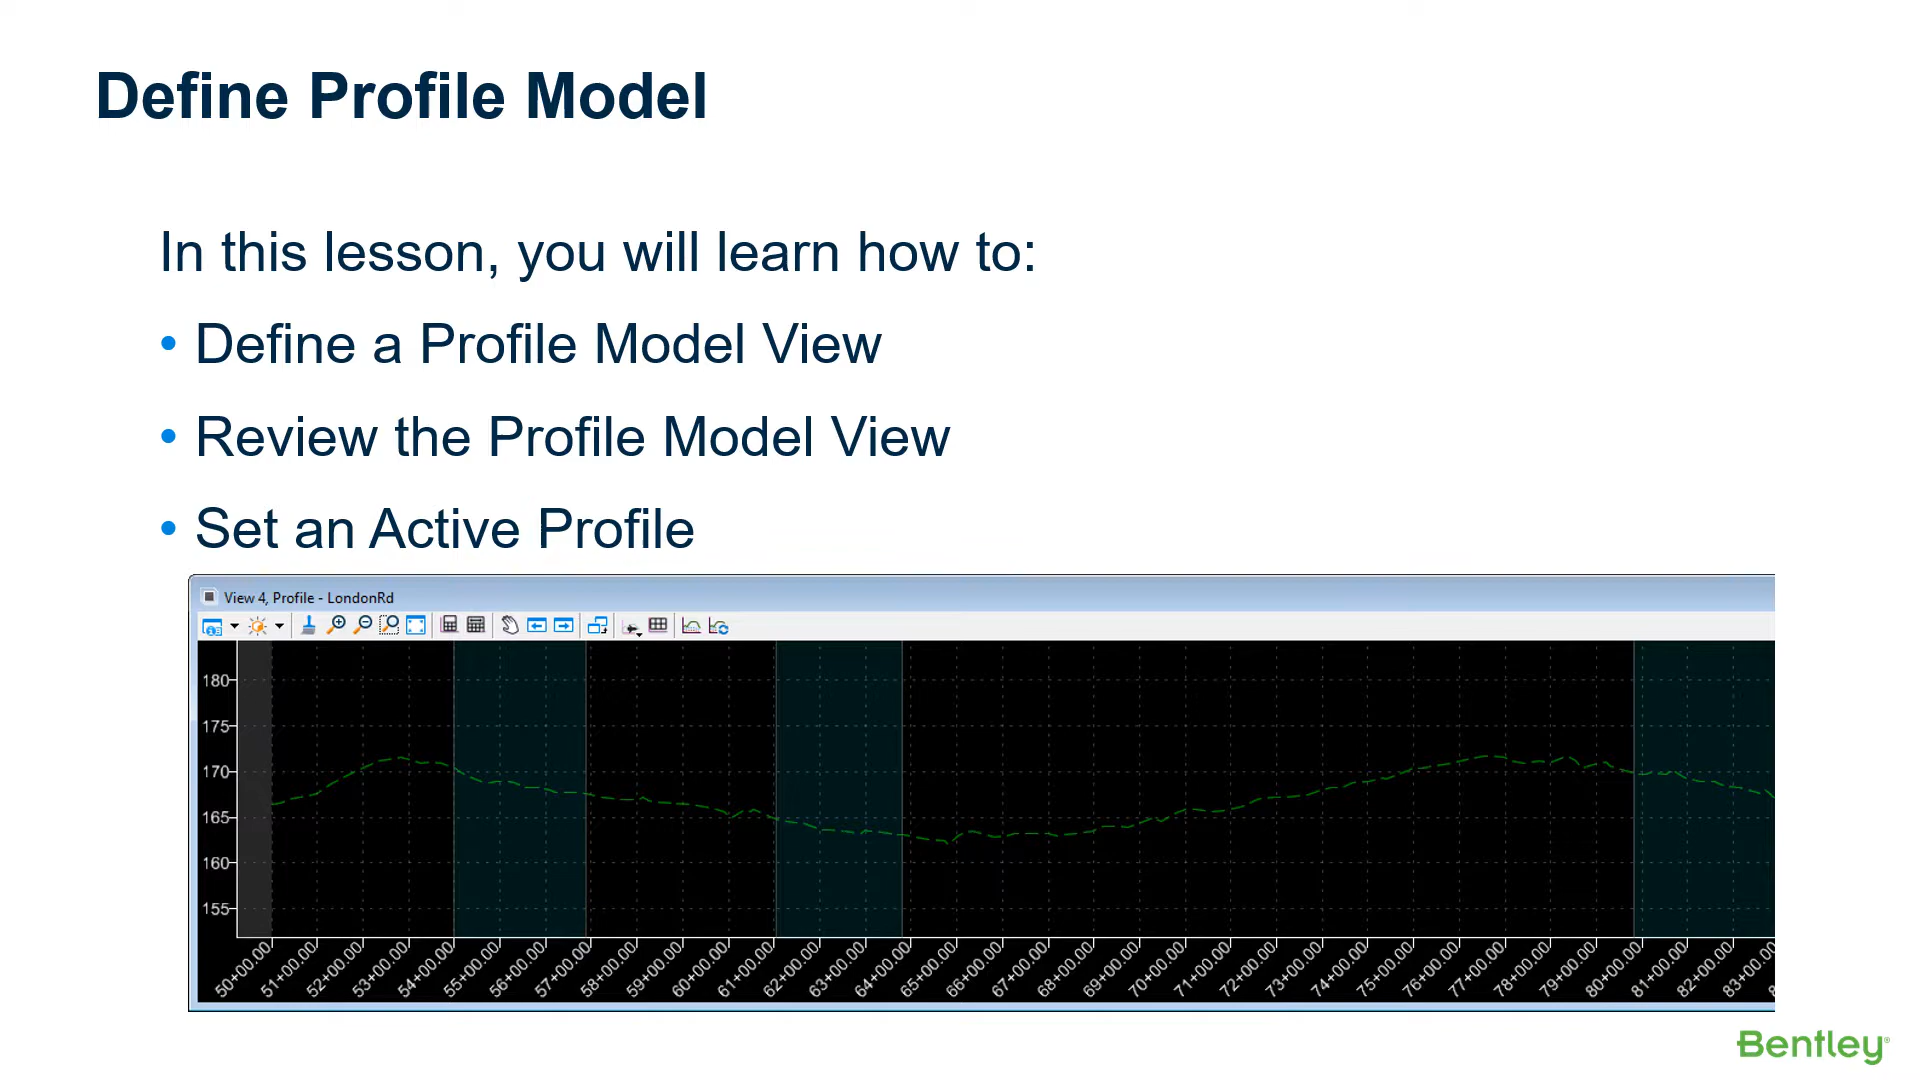 Define Profile Model
In this lesson, you will learn how to:
• Define a Profile Model View
• Review the Profile Model View
• Set an Active Profile
View 4, Profile - LondonRd
180
175
170
165
160
155
50+00.00 51+00.00 52+00.00 53+00.00 54+00.00 55+00.00 56+00.00 57+00.00 58+00.00 59+00.00 60+00.00 61+00.00 62+00.00 63+00.00 64+00.00 65+00.00 66+00.00 67+00.00 68+00.00 69+00.00 70+00.00 71+00.00 72+00.00 73+00.00 74+00.00 75+00.00 76+00.00 77+00.00 78+00.00 79+00.00 80+00.00 81+00.00 82+00.00 83+00.00
Bentley®